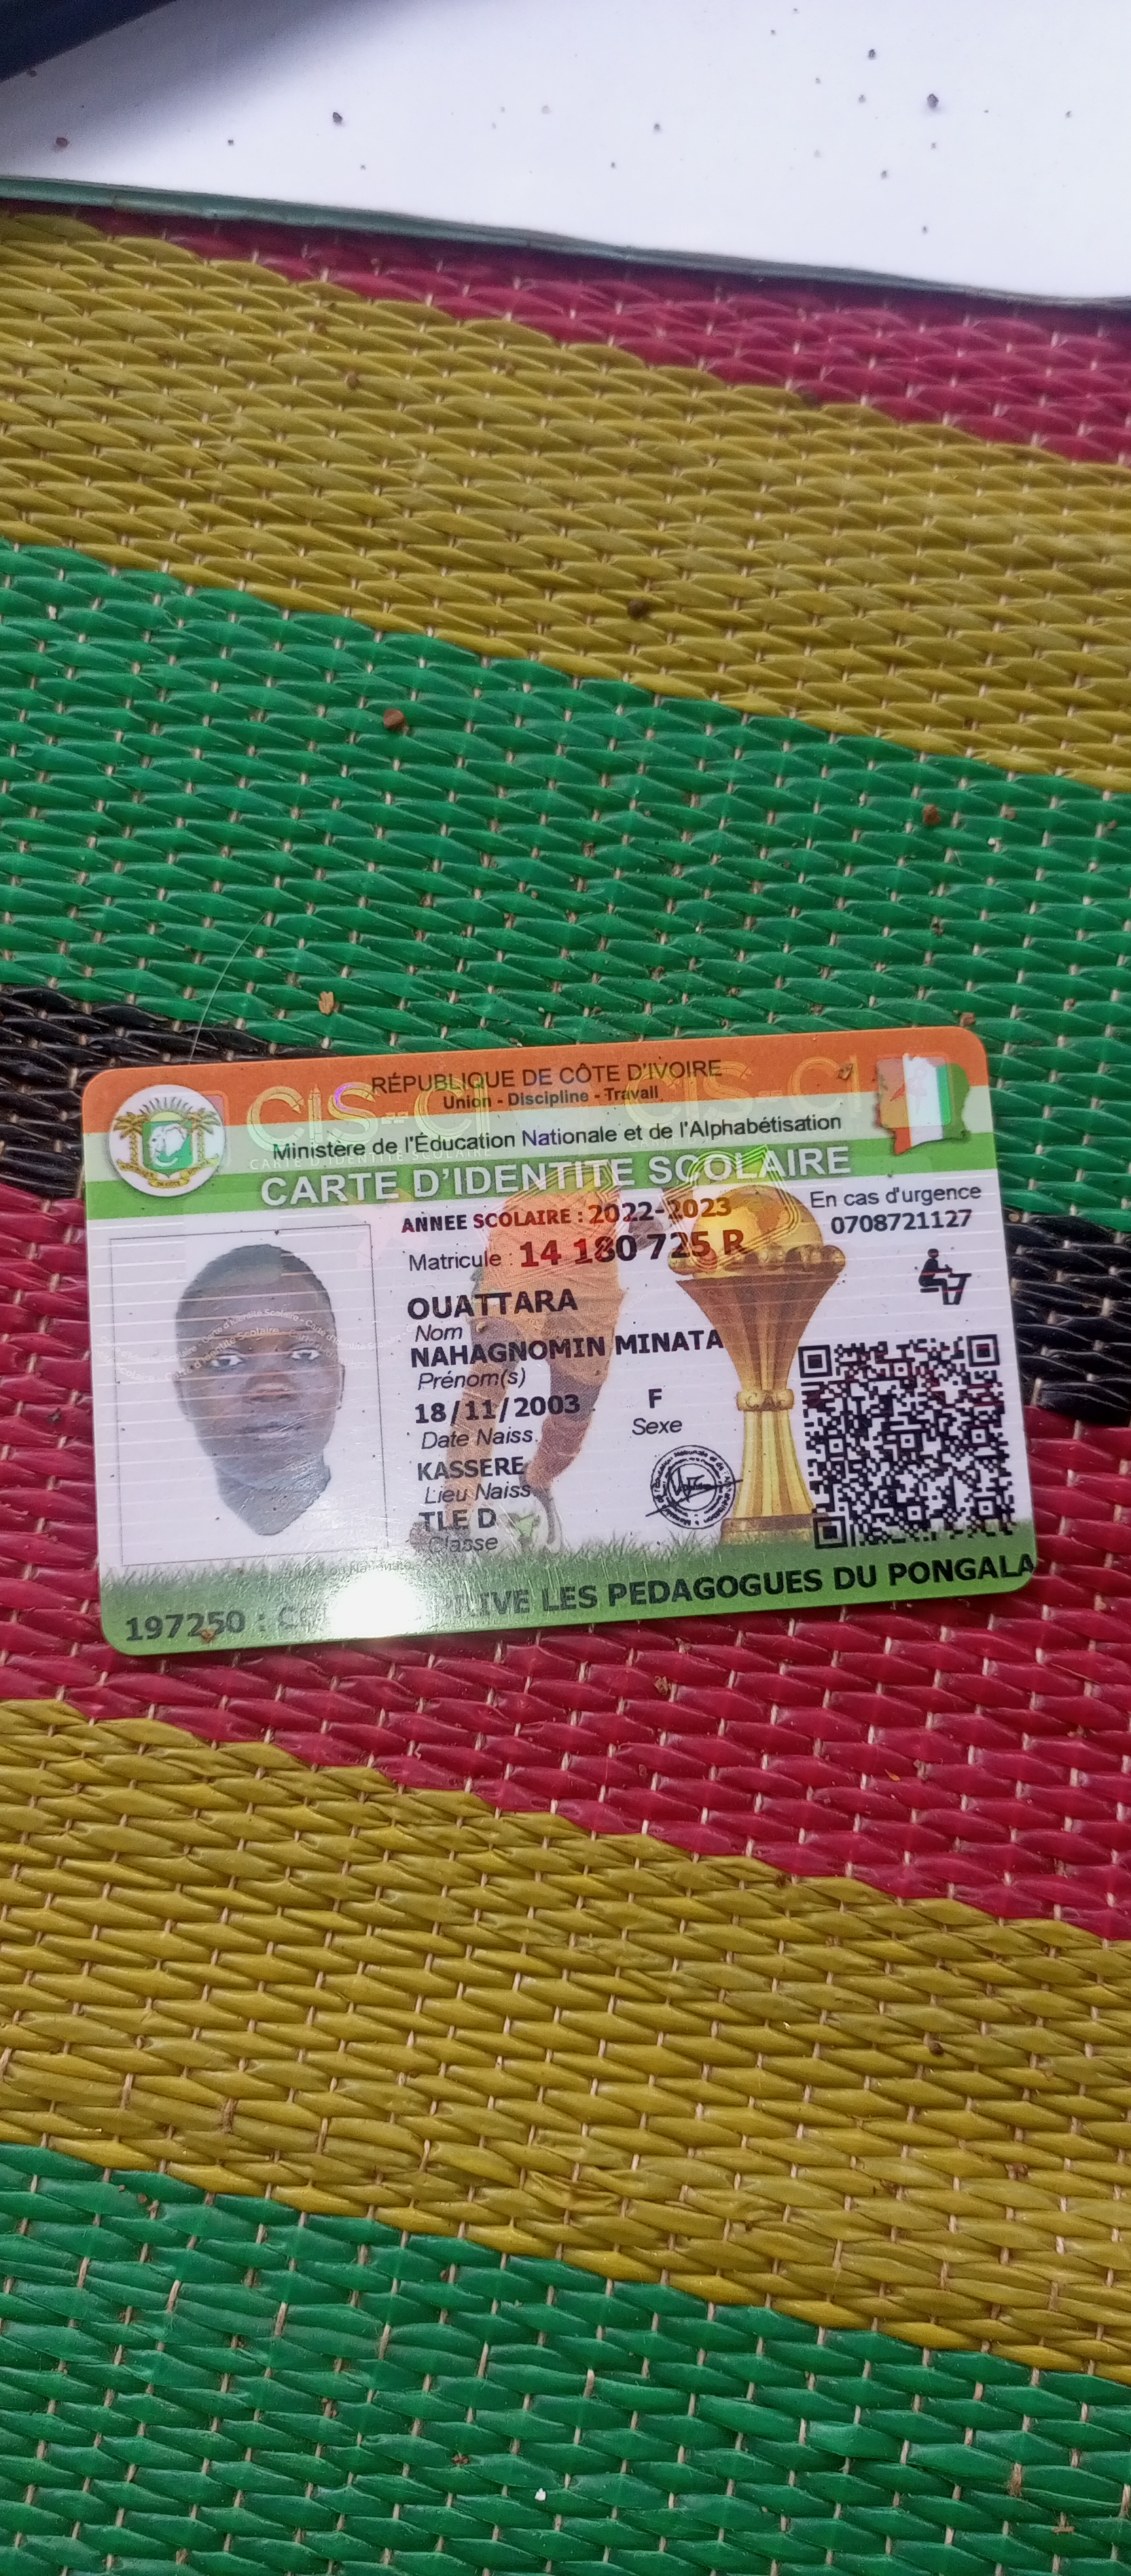 RÉPUBLIQUE DE CÔTE D'IVOIRE
Union - Discipline - Travail
CIS-CI CIS-CI
Ministère de l'Éducation Nationale et de l'Alphabétisation
CARTE D'IDENTITE SCOLAIRE
CARTE D'IDENTITE SCOLAIRE
ANNEE SCOLAIRE : 2022-2023
En cas d'urgence
0708721127
Matricule : 14 180 725 R
OUATTARA
Nom
NAHAGNOMIN MINATA
Prénom(s)
18/11/2003
Date Naiss.
F
Sexe
KASSERE
Lieu Naiss.
TLE D
Classe
197250 : PRIVE LES PEDAGOGUES DU PONGALA